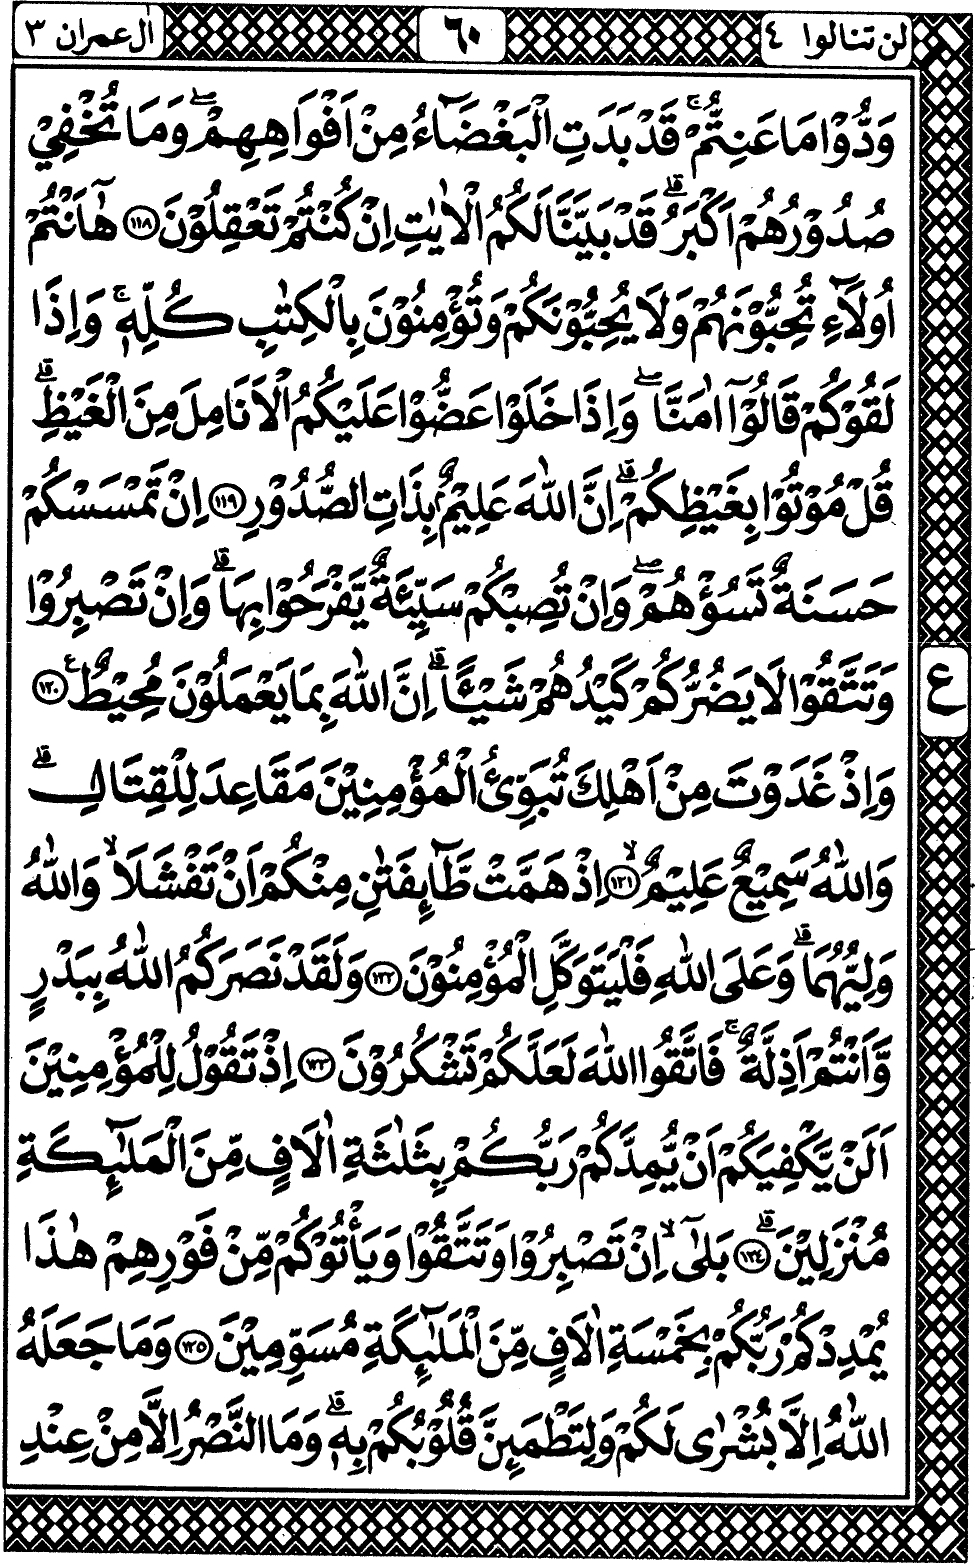 لن تنالوا ٤ ٦٠ اٰل عمران ٣
وَدُّوْا مَا عَنِتُّمْ ۚ قَدْ بَدَتِ الْبَغْضَآءُ مِنْ اَفْوَاهِهِمْ ۖ وَمَا تُخْفِيْ
صُدُوْرُهُمْ اَكْبَرُ ؕ قَدْ بَيَّنَّا لَكُمُ الْاٰيٰتِ اِنْ كُنْتُمْ تَعْقِلُوْنَ ﴿١١٨﴾ هٰۤاَنْتُمْ
اُولَآءِ تُحِبُّوْنَهُمْ وَلَا يُحِبُّوْنَكُمْ وَتُؤْمِنُوْنَ بِالْكِتٰبِ كُلِّهٖ ۚ وَاِذَا
لَقُوْكُمْ قَالُوْۤا اٰمَنَّا ۖ وَاِذَا خَلَوْا عَضُّوْا عَلَيْكُمُ الْاَنَامِلَ مِنَ الْغَيْظِ ۗ
قُلْ مُوْتُوْا بِغَيْظِكُمْ ۗ اِنَّ اللّٰهَ عَلِيْمٌۢ بِذَاتِ الصُّدُوْرِ ﴿١١٩﴾ اِنْ تَمْسَسْكُمْ
حَسَنَةٌ تَسُؤْهُمْ ۖ وَاِنْ تُصِبْكُمْ سَيِّئَةٌ يَّفْرَحُوْا بِهَا ۗ وَاِنْ تَصْبِرُوْا
وَتَتَّقُوْا لَا يَضُرُّكُمْ كَيْدُهُمْ شَيْـًٔا ۗ اِنَّ اللّٰهَ بِمَا يَعْمَلُوْنَ مُحِيْطٌ ﴿١٢٠﴾ ع
وَاِذْ غَدَوْتَ مِنْ اَهْلِكَ تُبَوِّئُ الْمُؤْمِنِيْنَ مَقَاعِدَ لِلْقِتَالِ ۗ
وَاللّٰهُ سَمِيْعٌ عَلِيْمٌ ﴿١٢١﴾ۙ اِذْ هَمَّتْ طَّآئِفَتٰنِ مِنْكُمْ اَنْ تَفْشَلَا ۙ وَاللّٰهُ
وَلِيُّهُمَا ۗ وَعَلَى اللّٰهِ فَلْيَتَوَكَّلِ الْمُؤْمِنُوْنَ ﴿١٢٢﴾ وَلَقَدْ نَصَرَكُمُ اللّٰهُ بِبَدْرٍ
وَّاَنْتُمْ اَذِلَّةٌ ۚ فَاتَّقُوا اللّٰهَ لَعَلَّكُمْ تَشْكُرُوْنَ ﴿١٢٣﴾ اِذْ تَقُوْلُ لِلْمُؤْمِنِيْنَ
اَلَنْ يَّكْفِيَكُمْ اَنْ يُّمِدَّكُمْ رَبُّكُمْ بِثَلٰثَةِ اٰلَافٍ مِّنَ الْمَلٰٓئِكَةِ
مُنْزَلِيْنَ ﴿١٢٤﴾ۗ بَلٰٓى ۙ اِنْ تَصْبِرُوْا وَتَتَّقُوْا وَيَأْتُوْكُمْ مِّنْ فَوْرِهِمْ هٰذَا
يُمْدِدْكُمْ رَبُّكُمْ بِخَمْسَةِ اٰلَافٍ مِّنَ الْمَلٰٓئِكَةِ مُسَوِّمِيْنَ ﴿١٢٥﴾ وَمَا جَعَلَهُ
اللّٰهُ اِلَّا بُشْرٰى لَكُمْ وَلِتَطْمَئِنَّ قُلُوْبُكُمْ بِهٖ ۗ وَمَا النَّصْرُ اِلَّا مِنْ عِنْدِ